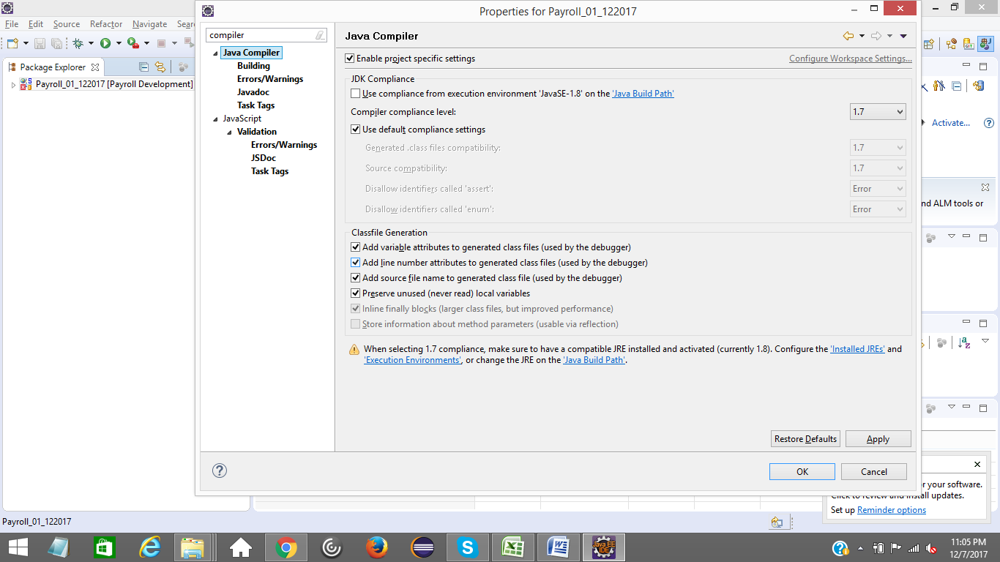 Properties for Payroll_01_122017
File Edit Source Refactor Navigate
compiler
Java Compiler
Building
Errors/Warnings
Javadoc
Task Tags
JavaScript
Validation
Errors/Warnings
JSDoc
Task Tags
Package Explorer
Payroll_01_122017 [Payroll Development]
Java Compiler
Enable project specific settings
Configure Workspace Settings...
JDK Compliance
Use compliance from execution environment 'JavaSE-1.8' on the 'Java Build Path'
Compiler compliance level: 1.7
Use default compliance settings
Generated .class files compatibility: 1.7
Source compatibility: 1.7
Disallow identifiers called 'assert': Error
Disallow identifiers called 'enum': Error
Classfile Generation
Add variable attributes to generated class files (used by the debugger)
Add line number attributes to generated class files (used by the debugger)
Add source file name to generated class file (used by the debugger)
Preserve unused (never read) local variables
Inline finally blocks (larger class files, but improved performance)
Store information about method parameters (usable via reflection)
When selecting 1.7 compliance, make sure to have a compatible JRE installed and activated (currently 1.8). Configure the 'Installed JREs' and
'Execution Environments', or change the JRE on the 'Java Build Path'.
Restore Defaults Apply
OK Cancel
Activate...
ALM tools or
your software.
Click to review and install updates.
Set up Reminder options
Payroll_01_122017
GIT
Java EE
IDE
11:05 PM
12/7/2017